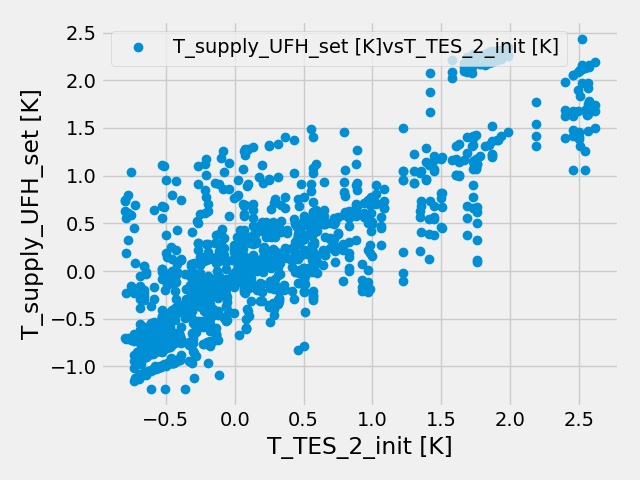 T_supply_UFH_set [K]vsT_TES_2_init [K]
2.5
2.0
1.5
1.0
0.5
0.0
−0.5
−1.0
T_supply_UFH_set [K]
−0.5 0.0 0.5 1.0 1.5 2.0 2.5
T_TES_2_init [K]